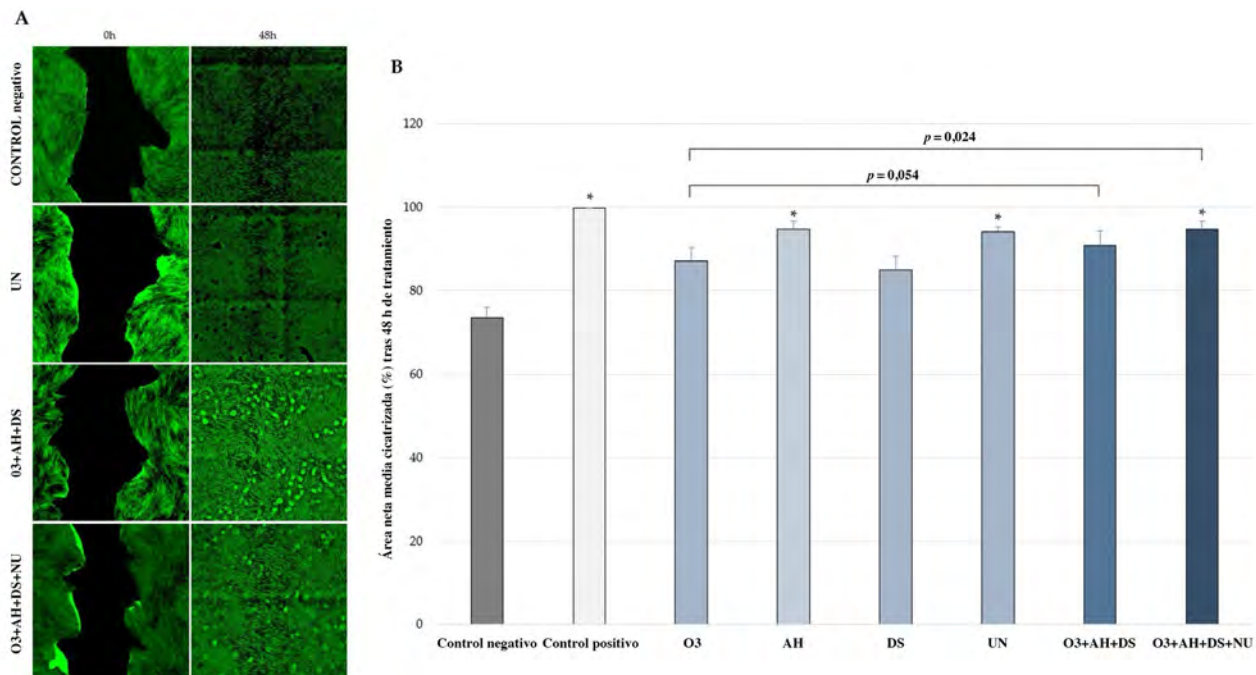 A
0h 48h
CONTROL negativo
UN
O3+AH+DS
O3+AH+DS+NU
B
Área neta media cicatrizada (%) tras 48 h de tratamiento
120
100
80
60
40
20
0
p = 0,024
p = 0,054
*
*
*
*
Control negativo Control positivo O3 AH DS UN O3+AH+DS O3+AH+DS+NU